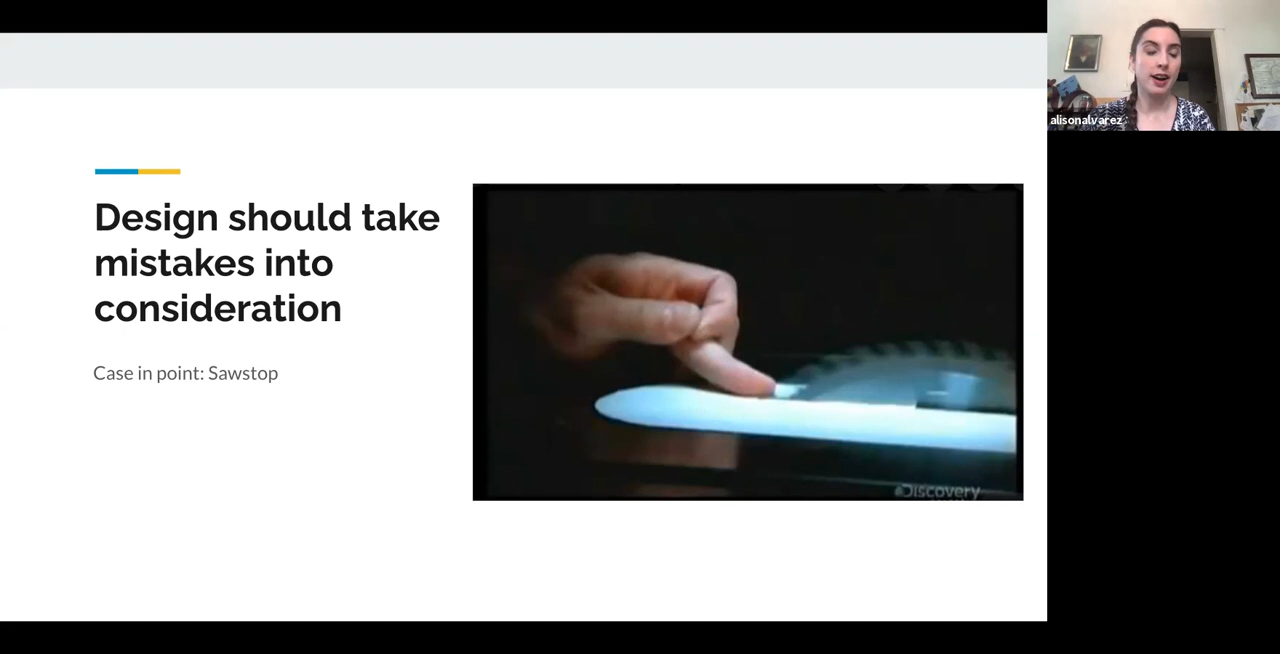 Design should take
mistakes into
consideration
Case in point: Sawstop
Discovery
alisonalvarez